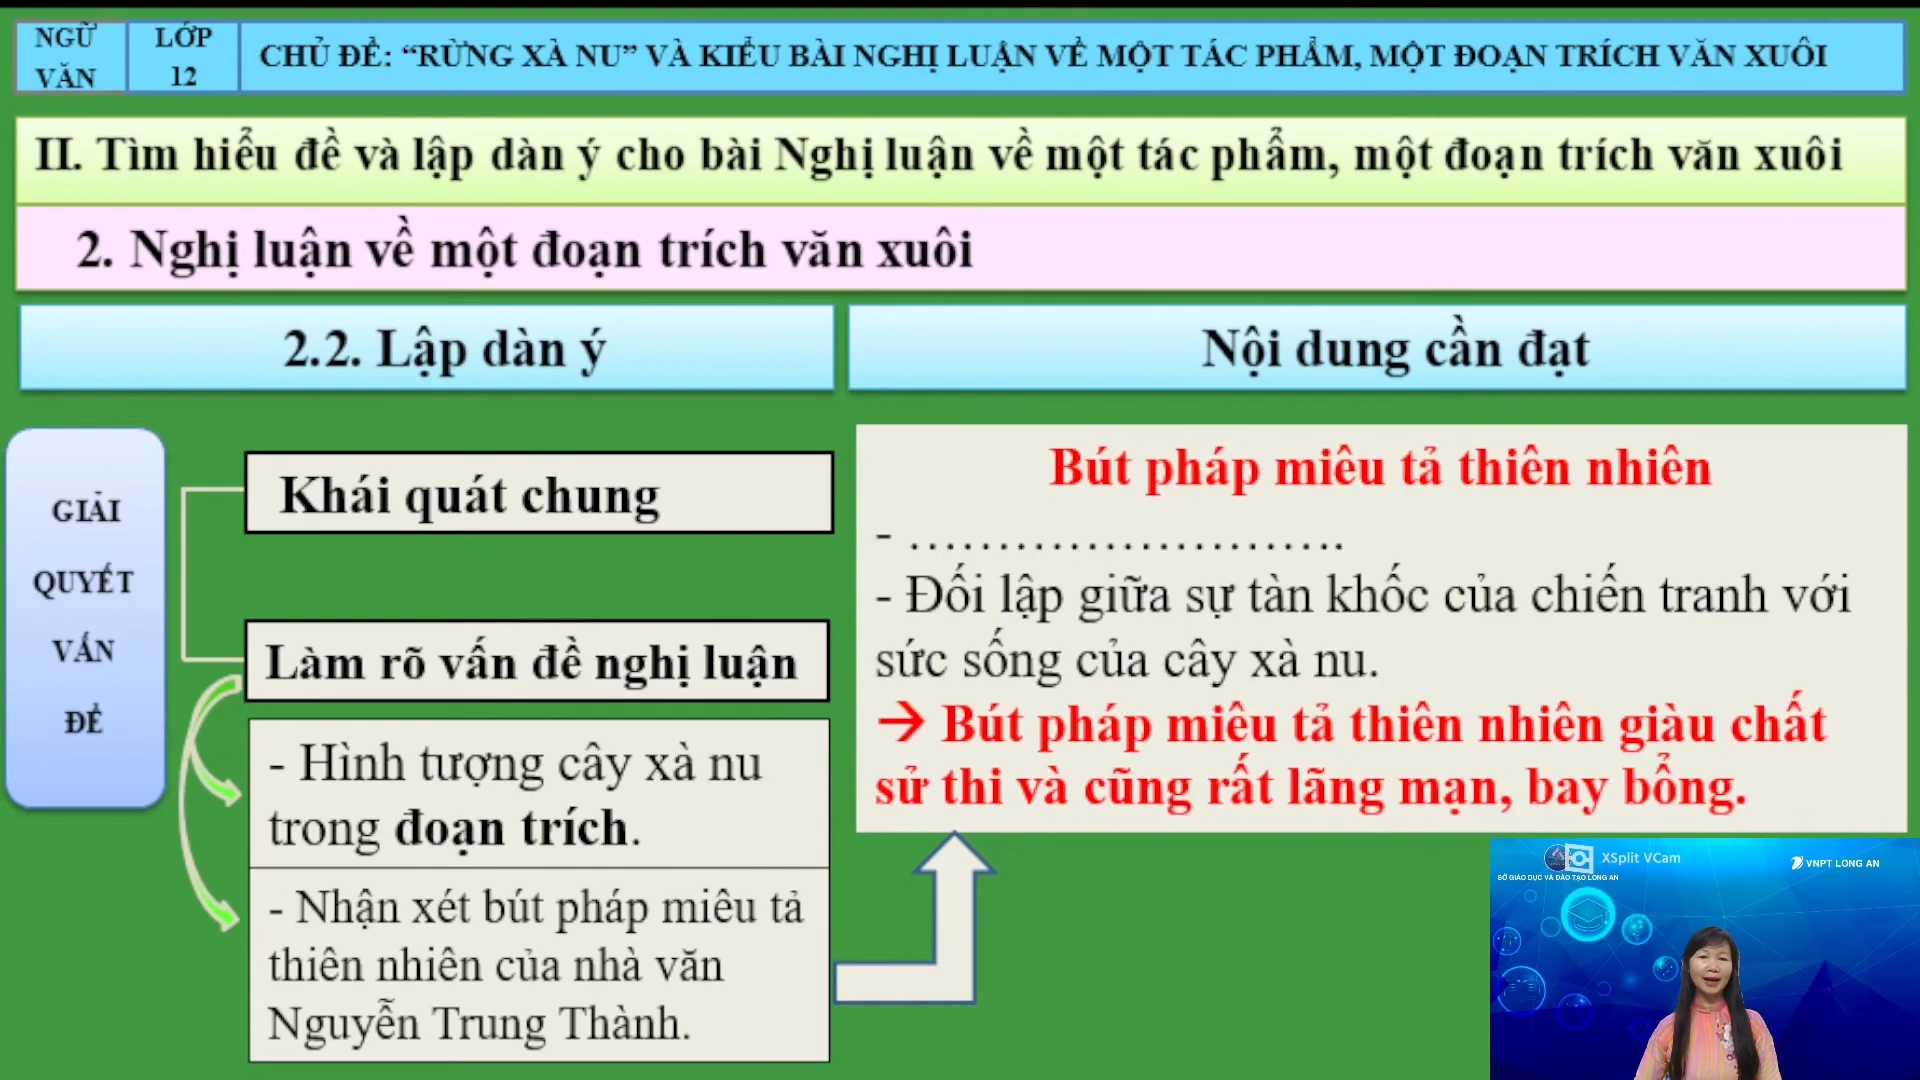 NGỮ
VĂN
LỚP
12
CHỦ ĐỀ: “RỪNG XÀ NU” VÀ KIỂU BÀI NGHỊ LUẬN VỀ MỘT TÁC PHẨM, MỘT ĐOẠN TRÍCH VĂN XUÔI
II. Tìm hiểu đề và lập dàn ý cho bài Nghị luận về một tác phẩm, một đoạn trích văn xuôi
2. Nghị luận về một đoạn trích văn xuôi
2.2. Lập dàn ý
Nội dung cần đạt
GIẢI
QUYẾT
VẤN
ĐỀ
Khái quát chung
Làm rõ vấn đề nghị luận
- Hình tượng cây xà nu
trong đoạn trích.
- Nhận xét bút pháp miêu tả
thiên nhiên của nhà văn
Nguyễn Trung Thành.
Bút pháp miêu tả thiên nhiên
- ……………………….
- Đối lập giữa sự tàn khốc của chiến tranh với
sức sống của cây xà nu.
→ Bút pháp miêu tả thiên nhiên giàu chất
sử thi và cũng rất lãng mạn, bay bổng.
XSplit VCam
VNPT LONG AN
SỞ GIÁO DỤC VÀ ĐÀO TẠO LONG AN